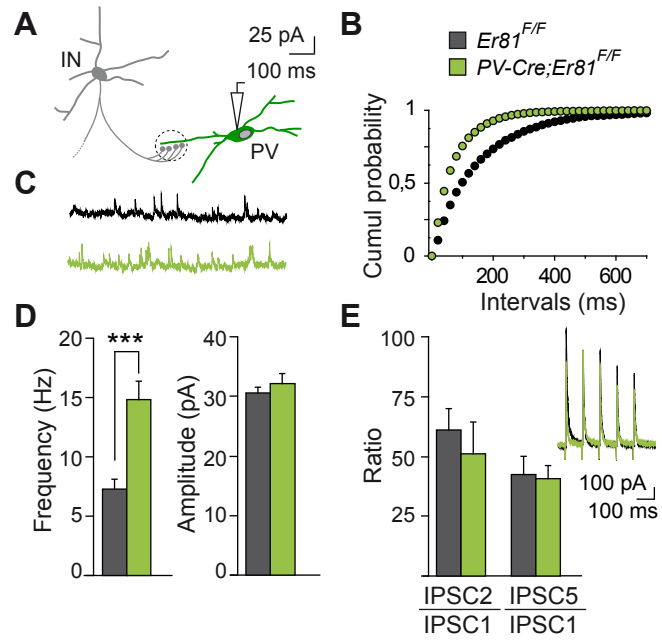 A
IN
25 pA
100 ms
PV
B
Er81F/F
PV-Cre;Er81F/F
Cumul probability
1
0,5
0
200
400
600
Intervals (ms)
C
D
Frequency (Hz)
20
15
10
5
0
***
Amplitude (pA)
40
30
20
10
0
E
Ratio
100
75
50
25
100 pA
100 ms
IPSC2
IPSC1
IPSC5
IPSC1